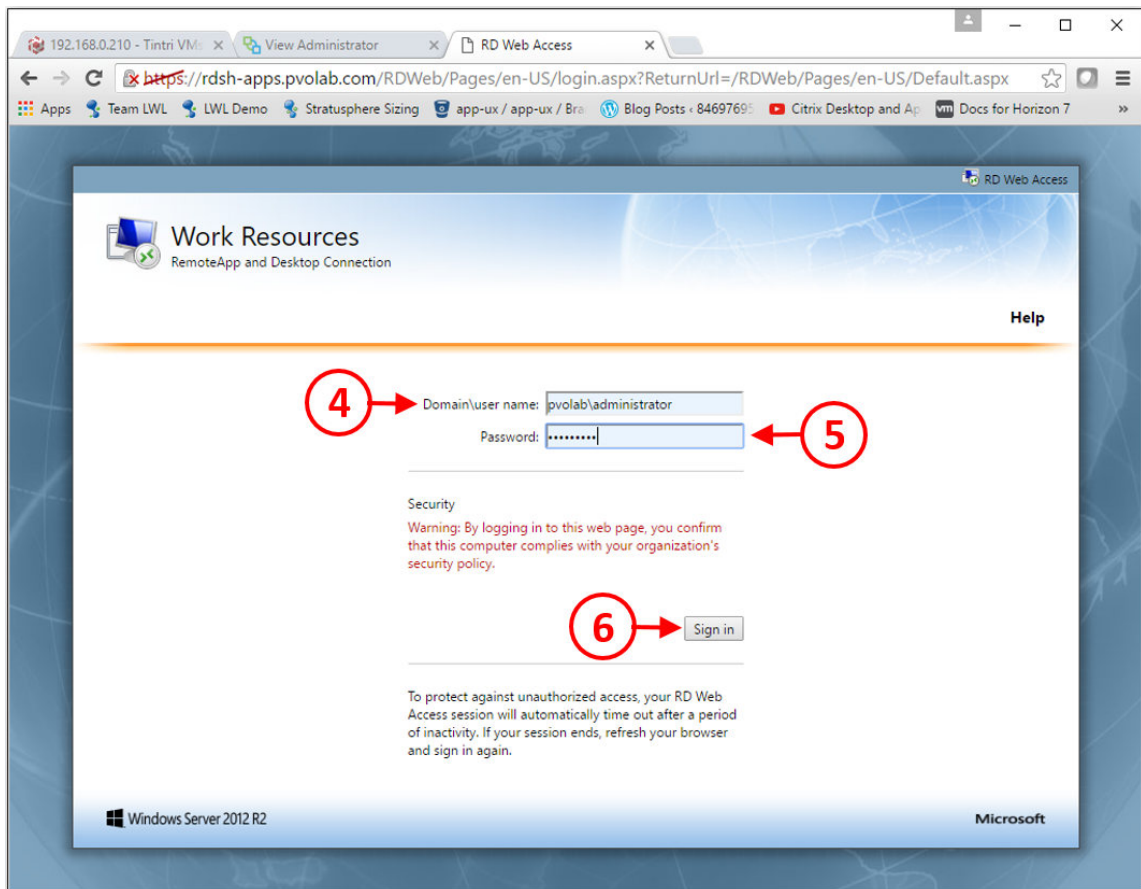 192.168.0.210 - Tintri VMs
View Administrator
RD Web Access
https://rdsh-apps.pvolab.com/RDWeb/Pages/en-US/login.aspx?ReturnUrl=/RDWeb/Pages/en-US/Default.aspx
Apps
Team LWL
LWL Demo
Stratusphere Sizing
app-ux / app-ux / Bra
Blog Posts ‹ 84697695
Citrix Desktop and Ap
vm
Docs for Horizon 7
»
RD Web Access
Work Resources
RemoteApp and Desktop Connection
Help
4
Domain\user name: pvolab\administrator
Password: •••••••••
5
Security
Warning: By logging in to this web page, you confirm
that this computer complies with your organization's
security policy.
6
Sign in
To protect against unauthorized access, your RD Web
Access session will automatically time out after a period
of inactivity. If your session ends, refresh your browser
and sign in again.
Windows Server 2012 R2
Microsoft